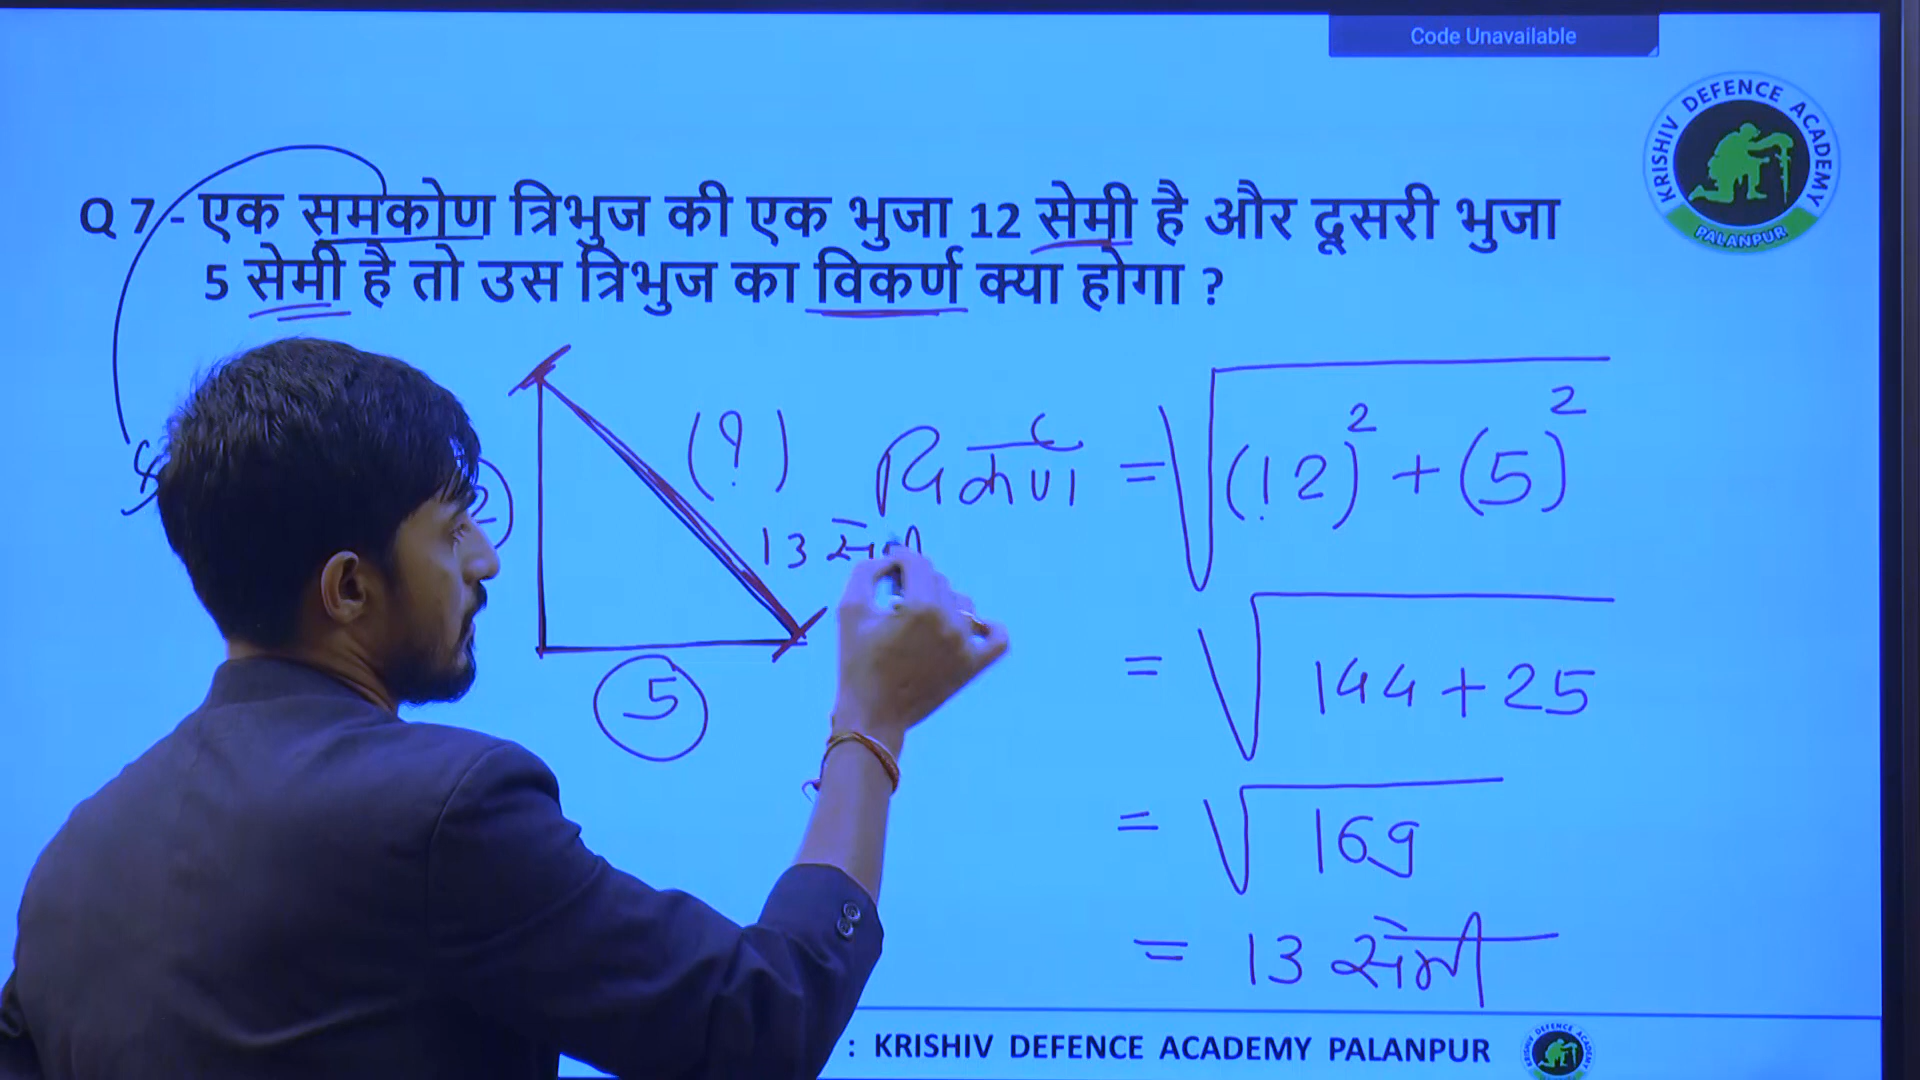 Code Unavailable
KRISHIV DEFENCE ACADEMY
PALANPUR
Q 7 - एक समकोण त्रिभुज की एक भुजा 12 सेमी है और दूसरी भुजा
5 सेमी है तो उस त्रिभुज का विकर्ण क्या होगा ?
(?)
13 सेमी
5
विकर्ण = √(12)² + (5)²
= √144 + 25
= √169
= 13 सेमी
: KRISHIV DEFENCE ACADEMY PALANPUR